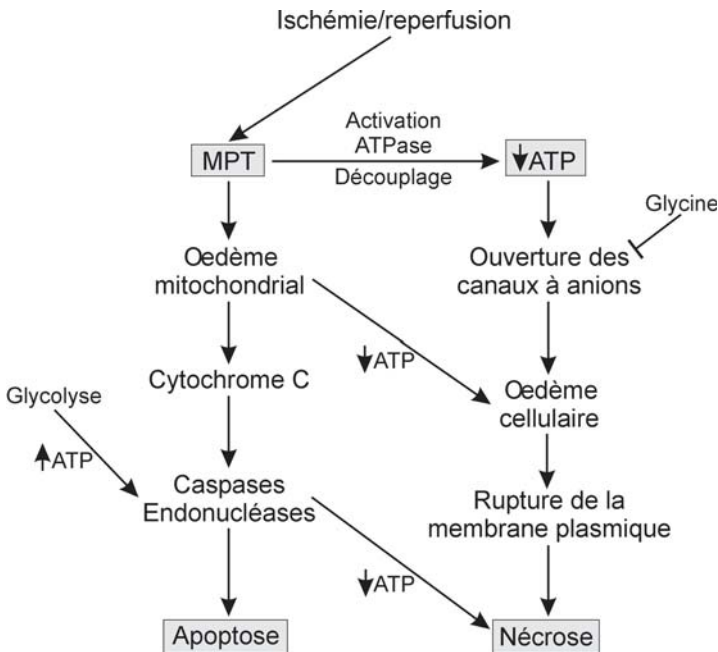 Ischémie/reperfusion
Activation
ATPase
MPT
↓ATP
Découplage
Glycine
Oedème
mitochondrial
Ouverture des
canaux à anions
↓ATP
Cytochrome C
Glycolyse
Oedème
cellulaire
↑ATP
Caspases
Endonucléases
Rupture de la
membrane plasmique
↓ATP
Apoptose
Nécrose